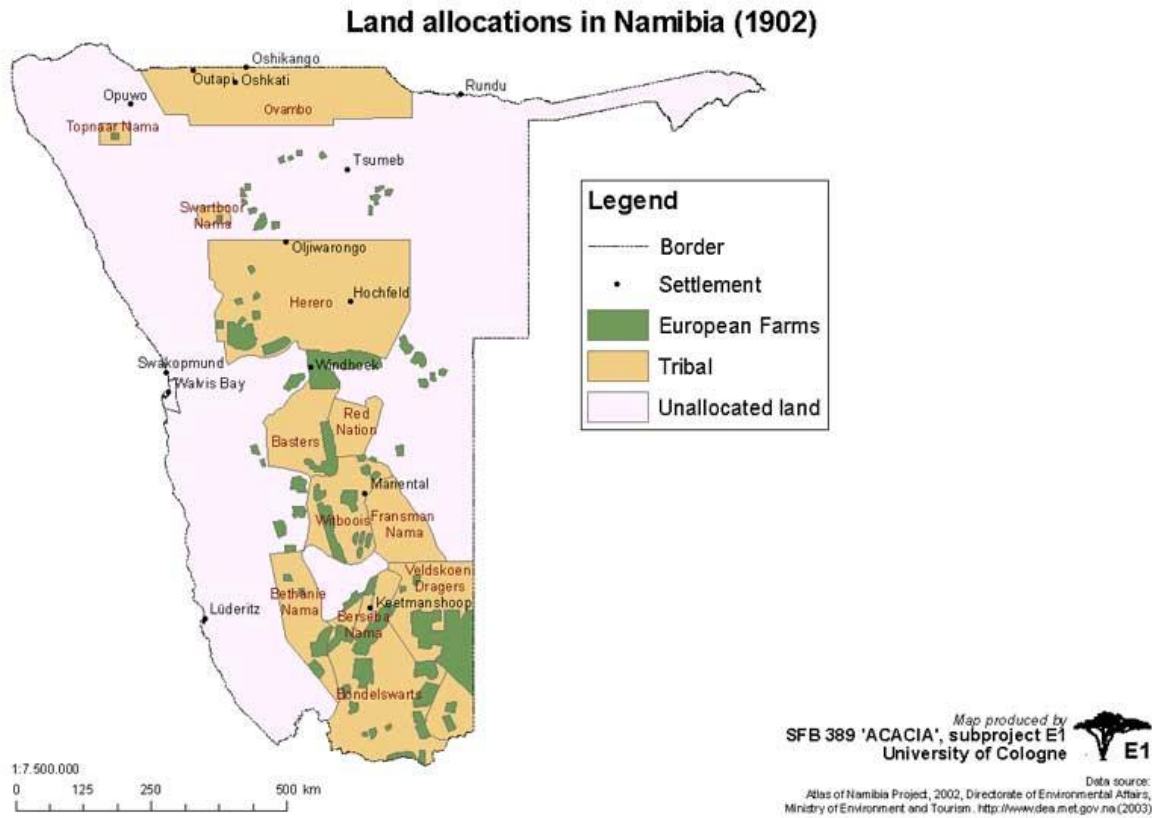 Land allocations in Namibia (1902)
Oshikango
Outapi
Oshkati
Rundu
Opuwo
Ovambo
Topnaar Nama
Tsumeb
Swartboor
Nama
Oljiwarongo
Hochfeld
Herero
Swakopmund
Walvis Bay
Windhoek
Red
Nation
Basters
Mariental
Witboois
Fransman
Nama
Veldskoen
Dragers
Bethanie
Nama
Keetmanshoop
Berseba
Nama
Lüderitz
Bondelswarts
Legend
Border
Settlement
European Farms
Tribal
Unallocated land
1:7.500.000
0 125 250 500 km
Map produced by
SFB 389 'ACACIA', subproject E1
University of Cologne
E1
Data source:
Atlas of Namibia Project, 2002, Directorate of Environmental Affairs,
Ministry of Environment and Tourism. http://www.dea.met.gov.na (2003)